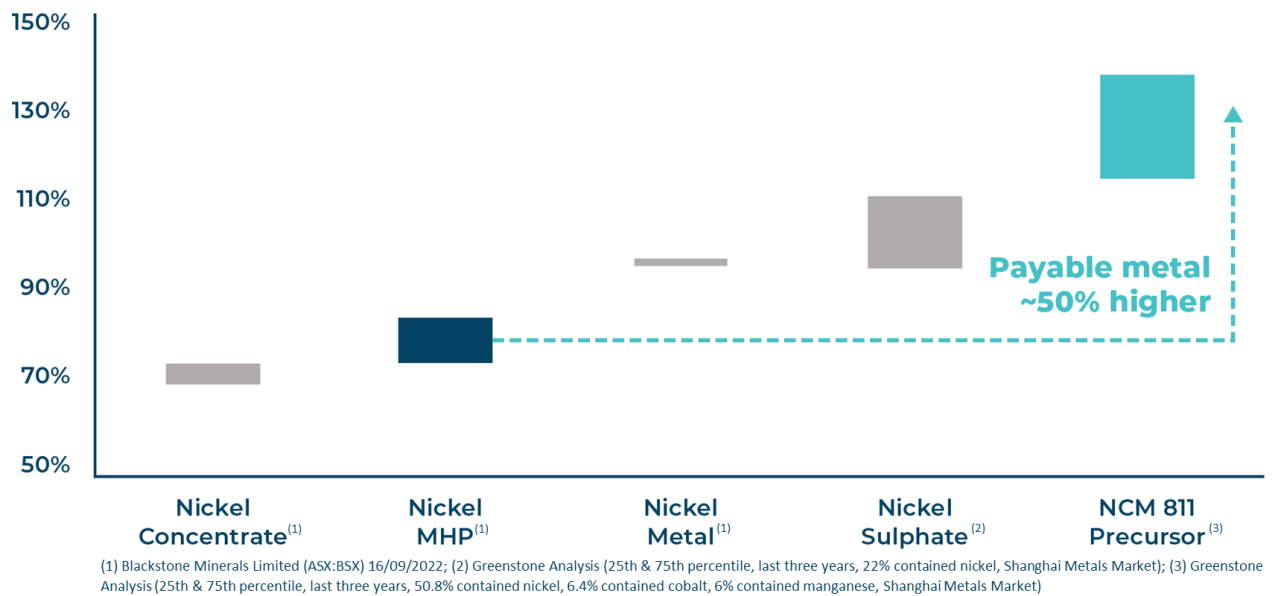 150%
130%
110%
90%
70%
50%
Payable metal
~50% higher
Nickel
Concentrate(1)
Nickel
MHP(1)
Nickel
Metal(1)
Nickel
Sulphate(2)
NCM 811
Precursor(3)
(1) Blackstone Minerals Limited (ASX:BSX) 16/09/2022; (2) Greenstone Analysis (25th & 75th percentile, last three years, 22% contained nickel, Shanghai Metals Market); (3) Greenstone
Analysis (25th & 75th percentile, last three years, 50.8% contained nickel, 6.4% contained cobalt, 6% contained manganese, Shanghai Metals Market)